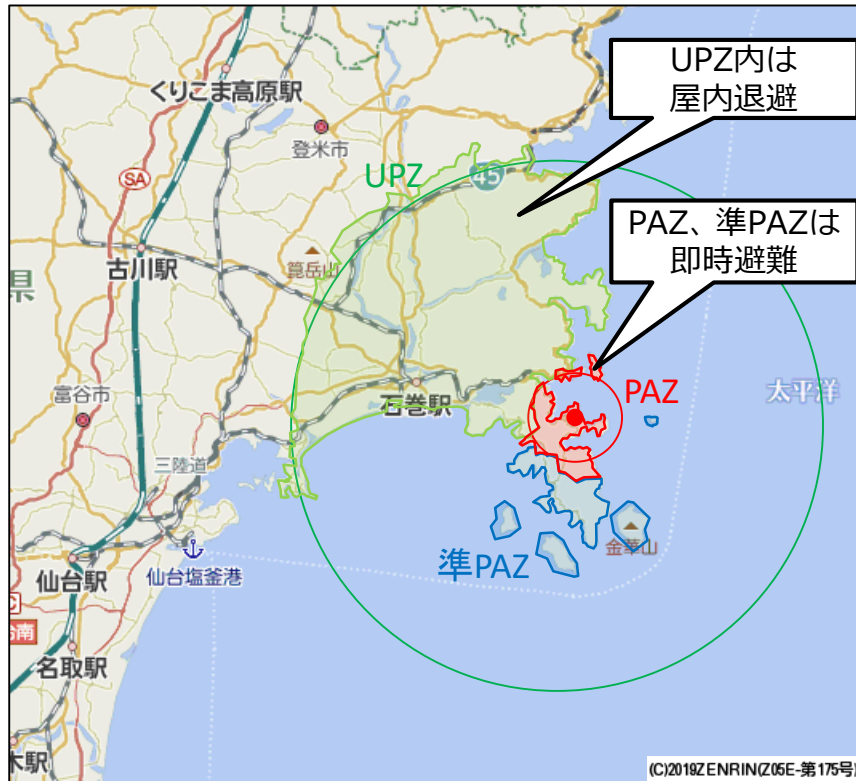 UPZ内は
屋内退避
くりこま高原駅
登米市
UPZ
45
SA
PAZ、準PAZは
即時避難
古川駅
箟岳山
県
PAZ
太平洋
石巻駅
富谷市
三陸道
準PAZ
金華山
仙台駅
仙台塩釜港
台南
名取駅
木駅
(C)2019ZENRIN(Z05E-第175号)